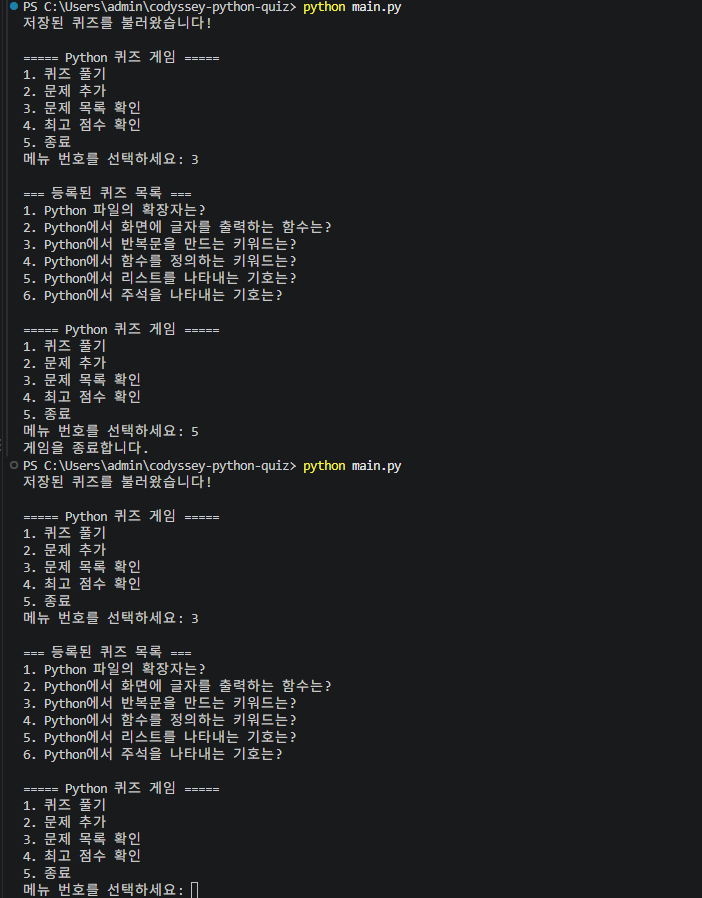 PS C:\Users\admin\codyssey-python-quiz> python main.py
저장된 퀴즈를 불러왔습니다!
===== Python 퀴즈 게임 =====
1. 퀴즈 풀기
2. 문제 추가
3. 문제 목록 확인
4. 최고 점수 확인
5. 종료
메뉴 번호를 선택하세요: 3
=== 등록된 퀴즈 목록 ===
1. Python 파일의 확장자는?
2. Python에서 화면에 글자를 출력하는 함수는?
3. Python에서 반복문을 만드는 키워드는?
4. Python에서 함수를 정의하는 키워드는?
5. Python에서 리스트를 나타내는 기호는?
6. Python에서 주석을 나타내는 기호는?
===== Python 퀴즈 게임 =====
1. 퀴즈 풀기
2. 문제 추가
3. 문제 목록 확인
4. 최고 점수 확인
5. 종료
메뉴 번호를 선택하세요: 5
게임을 종료합니다.
PS C:\Users\admin\codyssey-python-quiz> python main.py
저장된 퀴즈를 불러왔습니다!
===== Python 퀴즈 게임 =====
1. 퀴즈 풀기
2. 문제 추가
3. 문제 목록 확인
4. 최고 점수 확인
5. 종료
메뉴 번호를 선택하세요: 3
=== 등록된 퀴즈 목록 ===
1. Python 파일의 확장자는?
2. Python에서 화면에 글자를 출력하는 함수는?
3. Python에서 반복문을 만드는 키워드는?
4. Python에서 함수를 정의하는 키워드는?
5. Python에서 리스트를 나타내는 기호는?
6. Python에서 주석을 나타내는 기호는?
===== Python 퀴즈 게임 =====
1. 퀴즈 풀기
2. 문제 추가
3. 문제 목록 확인
4. 최고 점수 확인
5. 종료
메뉴 번호를 선택하세요: